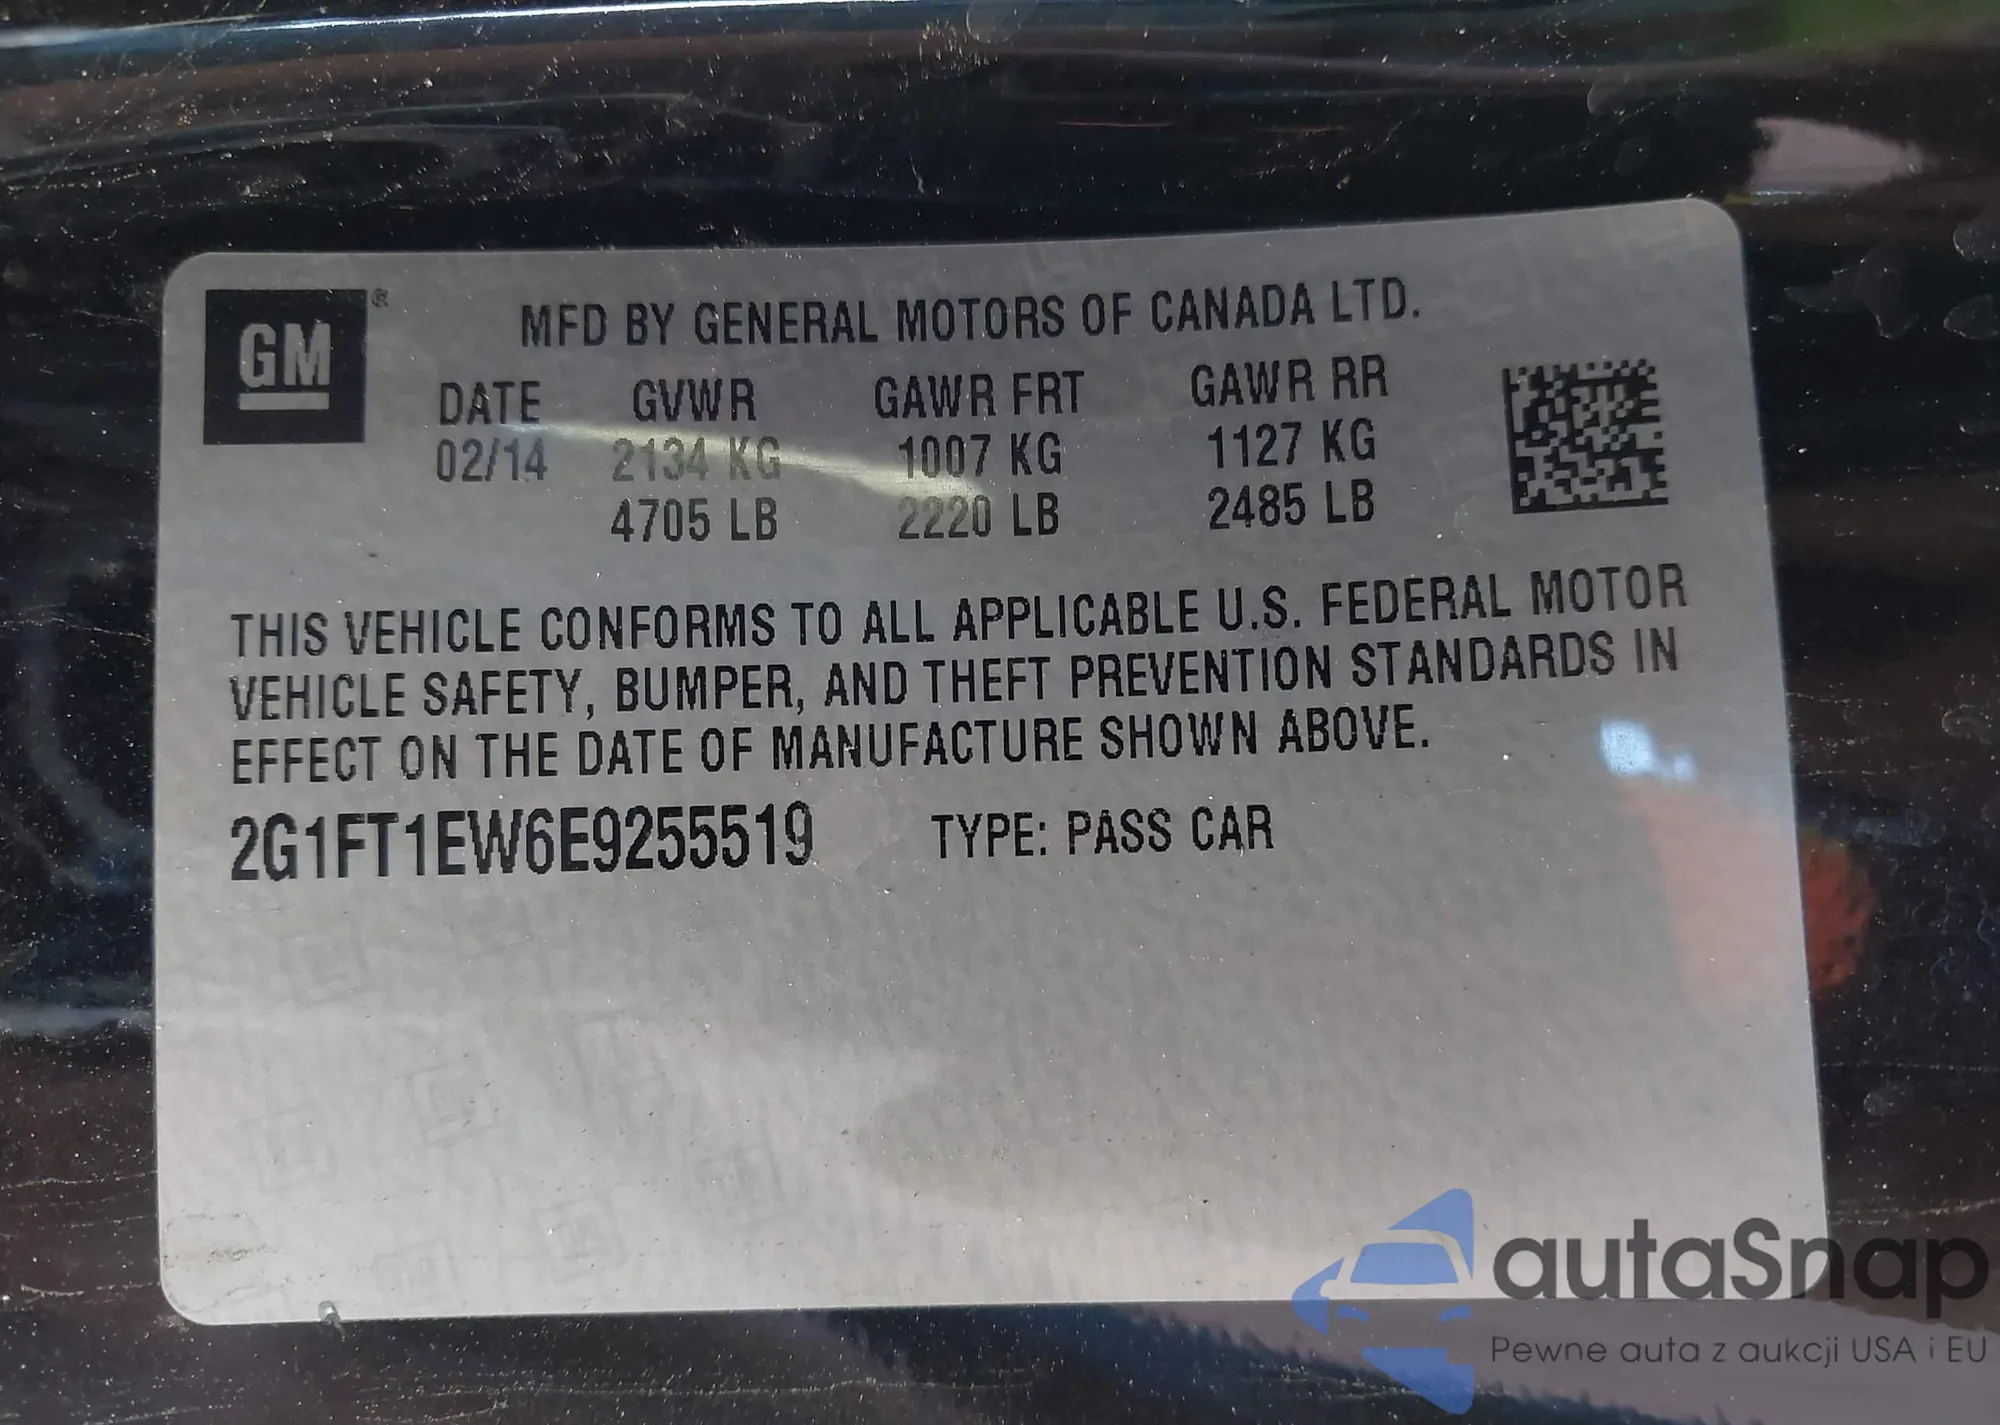 GM ®
MFD BY GENERAL MOTORS OF CANADA LTD.
DATE GVWR GAWR FRT GAWR RR
02/14 2134 KG 1007 KG 1127 KG
4705 LB 2220 LB 2485 LB
THIS VEHICLE CONFORMS TO ALL APPLICABLE U.S. FEDERAL MOTOR
VEHICLE SAFETY, BUMPER, AND THEFT PREVENTION STANDARDS IN
EFFECT ON THE DATE OF MANUFACTURE SHOWN ABOVE.
2G1FT1EW6E9255519 TYPE: PASS CAR
autaSnap
Pewne auta z aukcji USA i EU